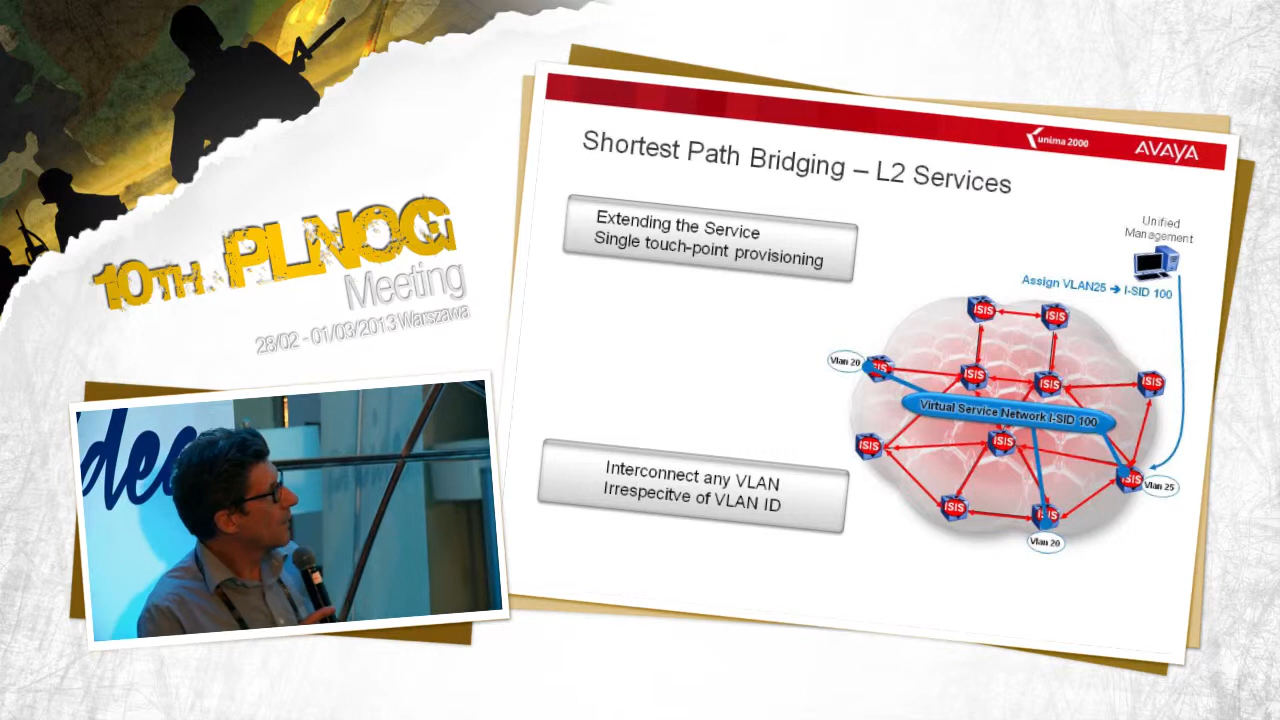 10TH PLNOG
Meeting
28/02 - 01/03/2013 Warszawa
unima 2000
AVAYA
Shortest Path Bridging – L2 Services
Extending the Service
Single touch-point provisioning
Unified
Management
Assign VLAN25 ➔ I-SID 100
ISIS
ISIS
Vlan 20
ISIS
ISIS
ISIS
ISIS
Virtual Service Network I-SID 100
ISIS
ISIS
ISIS
Vlan 25
Interconnect any VLAN
Irrespecitve of VLAN ID
ISIS
ISIS
Vlan 20